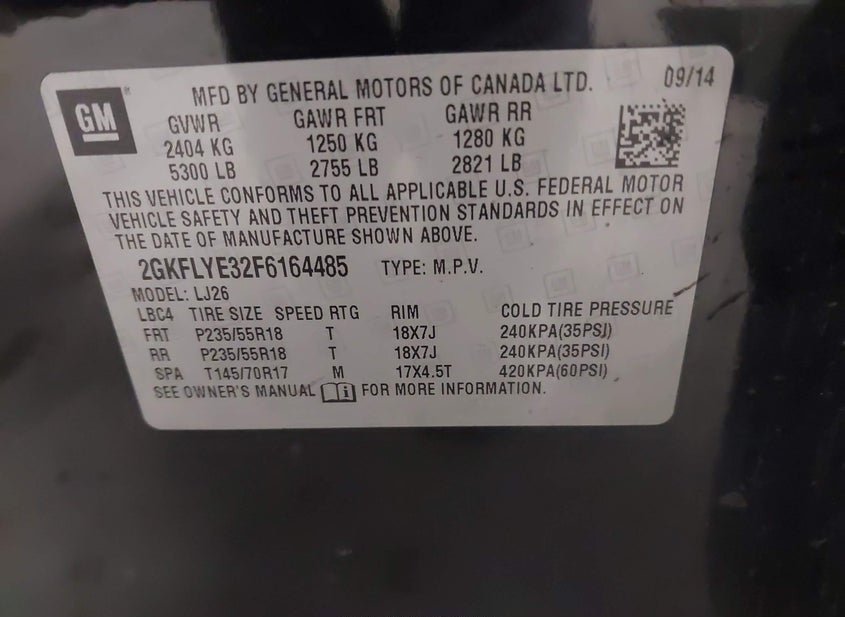 GM
MFD BY GENERAL MOTORS OF CANADA LTD. 09/14
GVWR GAWR FRT GAWR RR
2404 KG 1250 KG 1280 KG
5300 LB 2755 LB 2821 LB
THIS VEHICLE CONFORMS TO ALL APPLICABLE U.S. FEDERAL MOTOR
VEHICLE SAFETY AND THEFT PREVENTION STANDARDS IN EFFECT ON
THE DATE OF MANUFACTURE SHOWN ABOVE.
2GKFLYE32F6164485 TYPE: M.P.V.
MODEL: LJ26
LBC4 TIRE SIZE SPEED RTG RIM COLD TIRE PRESSURE
FRT P235/55R18 T 18X7J 240KPA(35PSI)
RR P235/55R18 T 18X7J 240KPA(35PSI)
SPA T145/70R17 M 17X4.5T 420KPA(60PSI)
SEE OWNER'S MANUAL i FOR MORE INFORMATION.